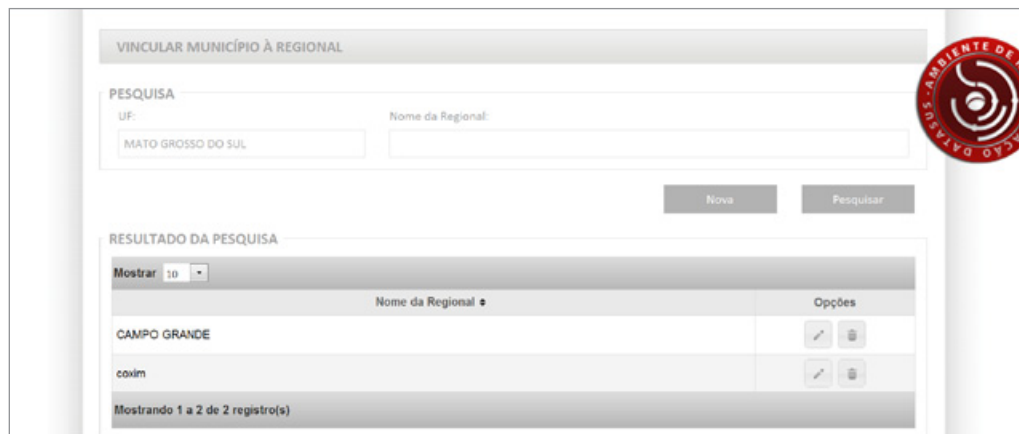 VINCULAR MUNICÍPIO À REGIONAL
PESQUISA
UF:
Nome da Regional:
MATO GROSSO DO SUL
Nova
Pesquisar
RESULTADO DA PESQUISA
Mostrar 10
Nome da Regional
Opções
CAMPO GRANDE
coxim
Mostrando 1 a 2 de 2 registro(s)
AMBIENTE DE
DATASUS